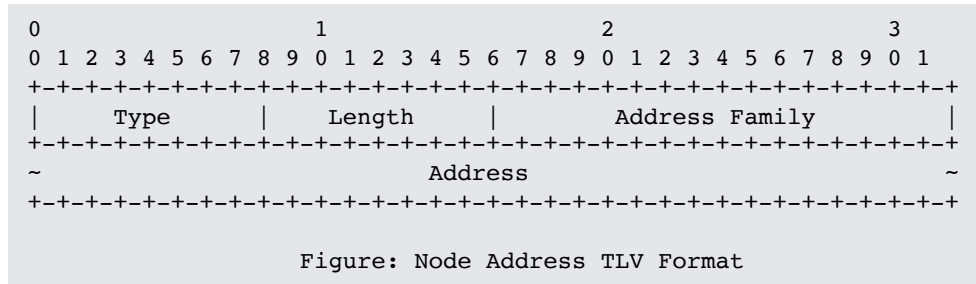 0                   1                   2                   3
0 1 2 3 4 5 6 7 8 9 0 1 2 3 4 5 6 7 8 9 0 1 2 3 4 5 6 7 8 9 0 1
+-+-+-+-+-+-+-+-+-+-+-+-+-+-+-+-+-+-+-+-+-+-+-+-+-+-+-+-+-+-+-+-+
|     Type      |    Length     |        Address Family         |
+-+-+-+-+-+-+-+-+-+-+-+-+-+-+-+-+-+-+-+-+-+-+-+-+-+-+-+-+-+-+-+-+
~                           Address                             ~
+-+-+-+-+-+-+-+-+-+-+-+-+-+-+-+-+-+-+-+-+-+-+-+-+-+-+-+-+-+-+-+-+
Figure: Node Address TLV Format